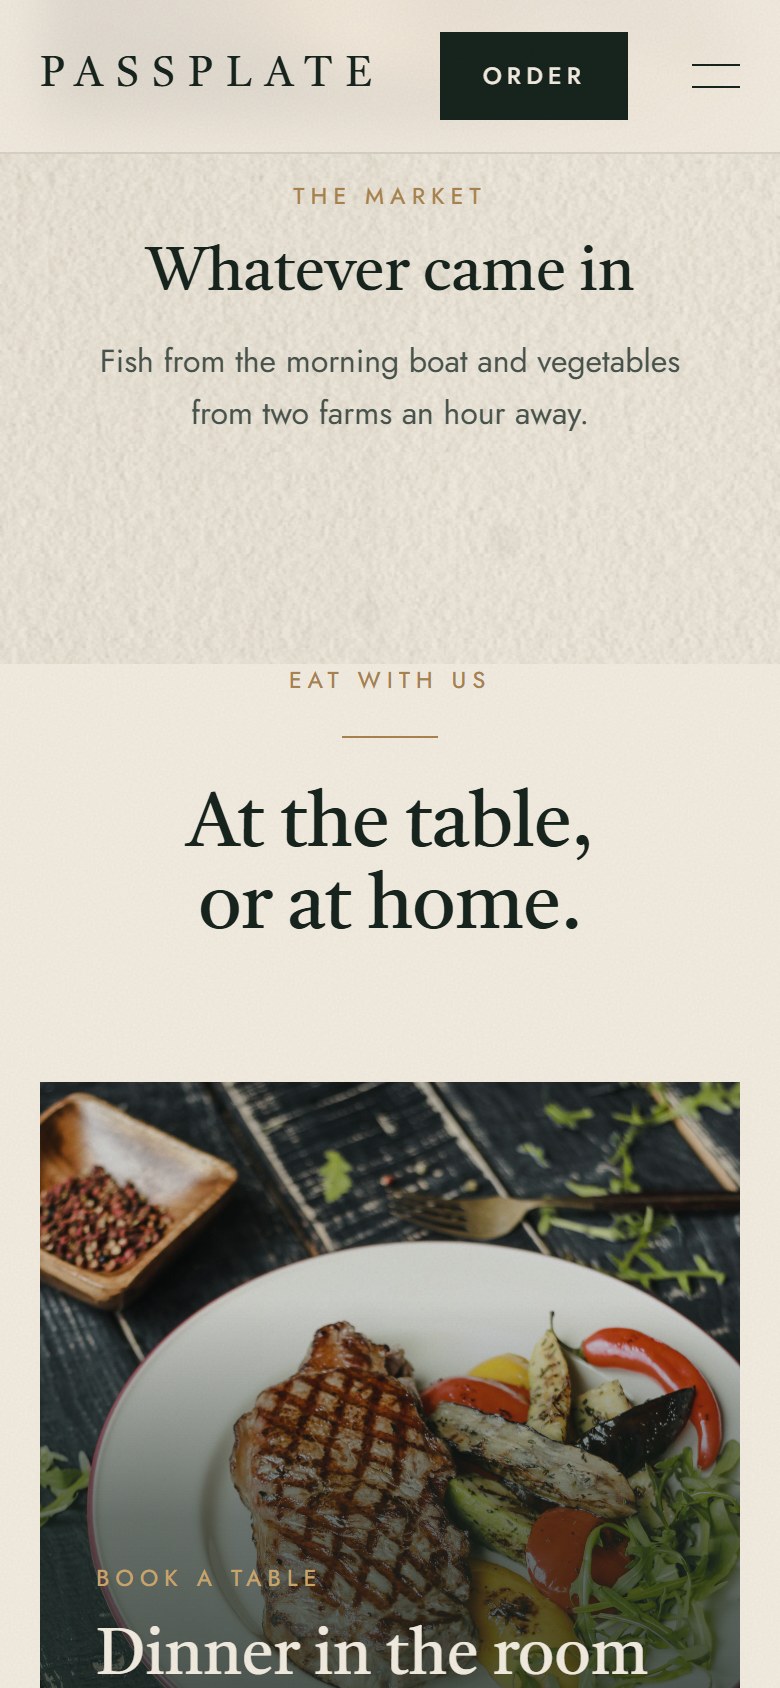 PASSPLATE
ORDER
THE MARKET
Whatever came in
Fish from the morning boat and vegetables
from two farms an hour away.
EAT WITH US
At the table,
or at home.
BOOK A TABLE
Dinner in the room